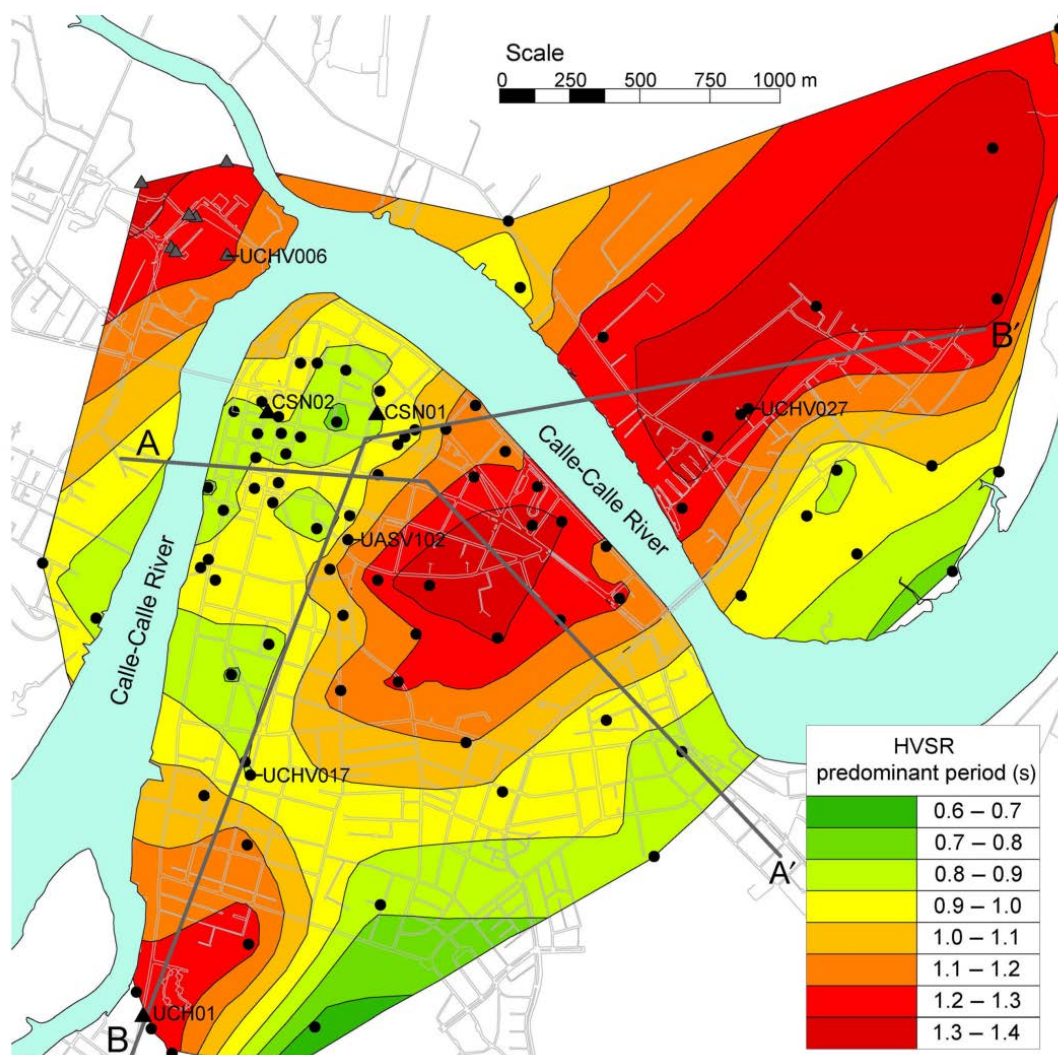 Scale
0 250 500 750 1000 m
UCHV006
B′
CSN02
CSN01
UCHV027
A
Calle-Calle River
UASV102
Calle-Calle River
UCHV017
A′
UCH01
B
HVSR
predominant period (s)
0.6 – 0.7
0.7 – 0.8
0.8 – 0.9
0.9 – 1.0
1.0 – 1.1
1.1 – 1.2
1.2 – 1.3
1.3 – 1.4